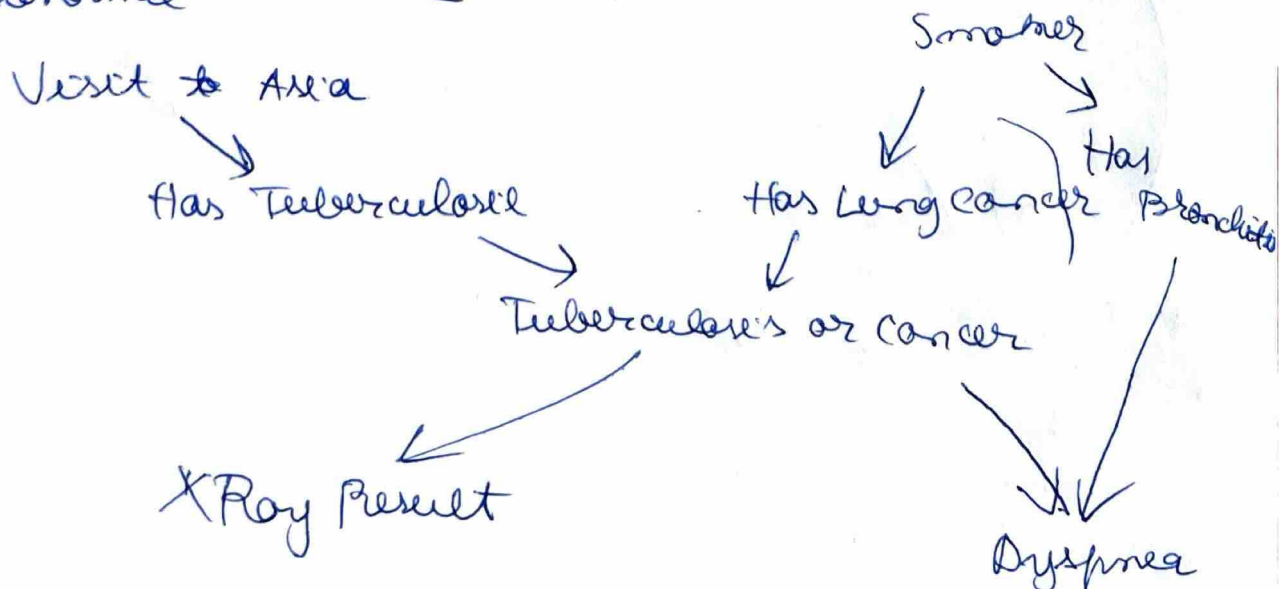 Smoker
Visit to Asia
Has
Has Tuberculosis
Has Lung Cancer
Bronchitis
Tuberculosis or Cancer
XRay Result
Dyspnea